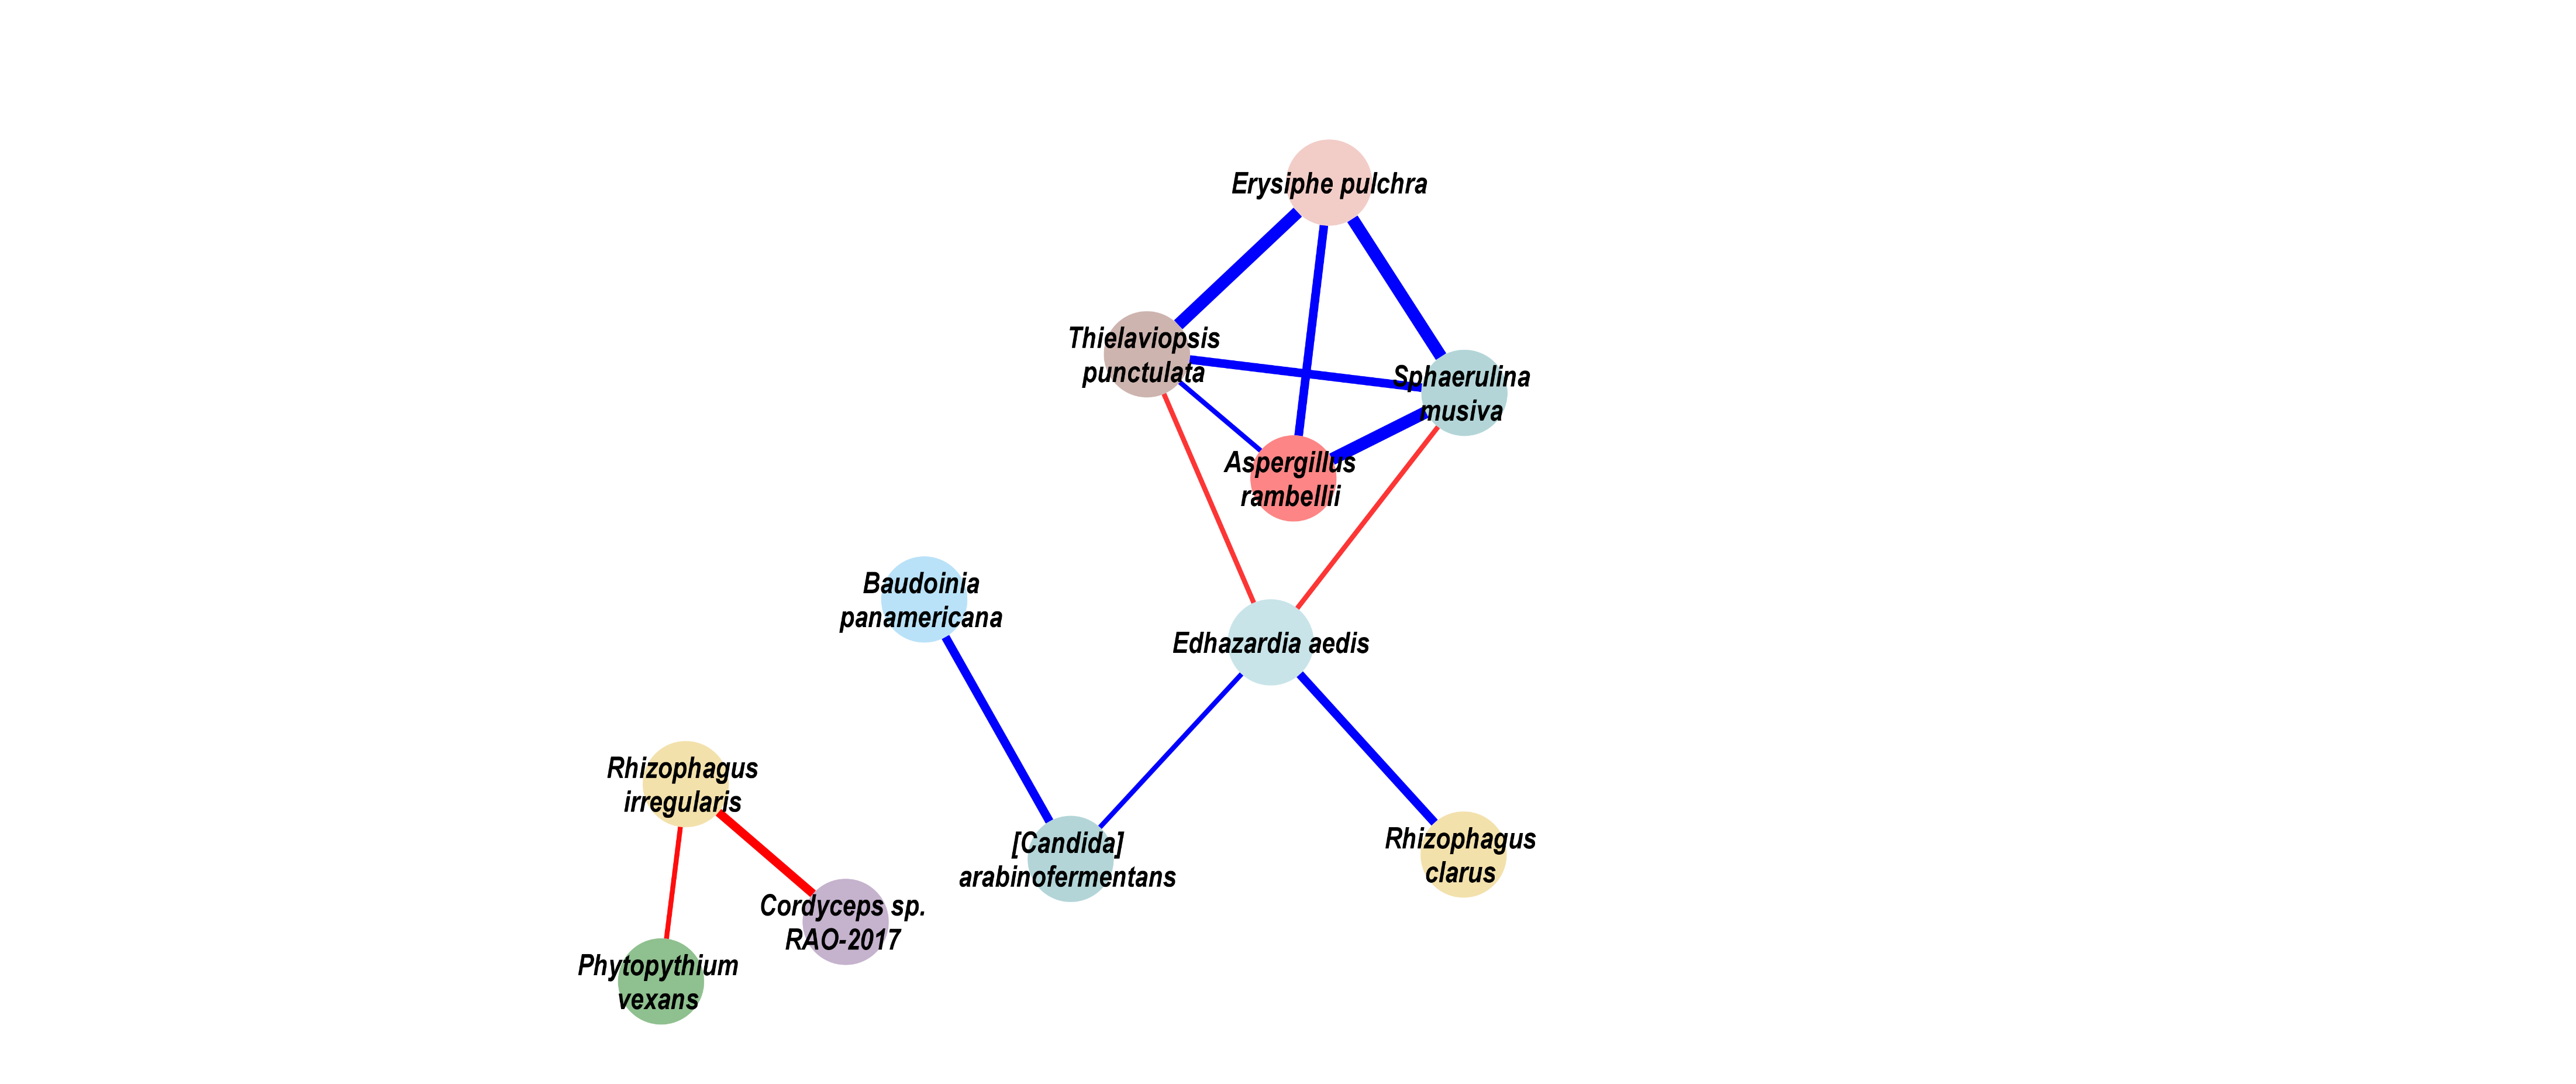 Erysiphe pulchra
Thielaviopsis
punctulata
Sphaerulina
musiva
Aspergillus
rambellii
Baudoinia
panamericana
Edhazardia aedis
Rhizophagus
irregularis
[Candida]
arabinofermentans
Rhizophagus
clarus
Cordyceps sp.
RAO-2017
Phytopythium
vexans